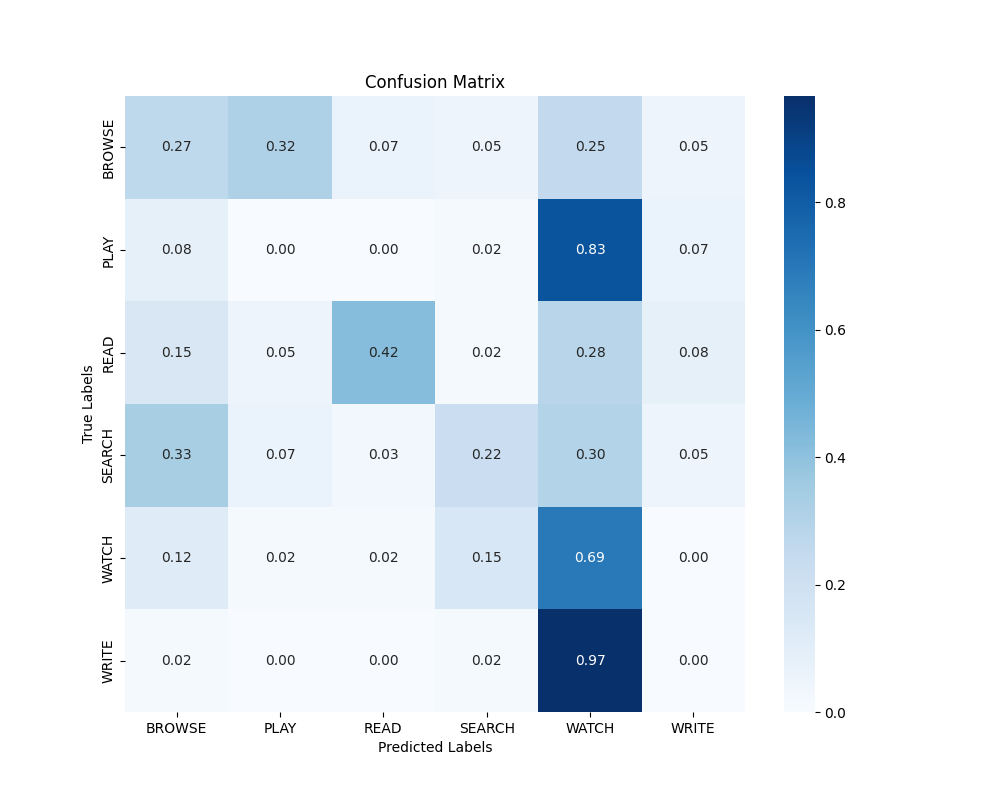 Confusion Matrix
BROWSE 0.27 0.32 0.07 0.05 0.25 0.05
PLAY 0.08 0.00 0.00 0.02 0.83 0.07
READ 0.15 0.05 0.42 0.02 0.28 0.08
SEARCH 0.33 0.07 0.03 0.22 0.30 0.05
WATCH 0.12 0.02 0.02 0.15 0.69 0.00
WRITE 0.02 0.00 0.00 0.02 0.97 0.00
True Labels
BROWSE PLAY READ SEARCH WATCH WRITE
Predicted Labels
0.8
0.6
0.4
0.2
0.0